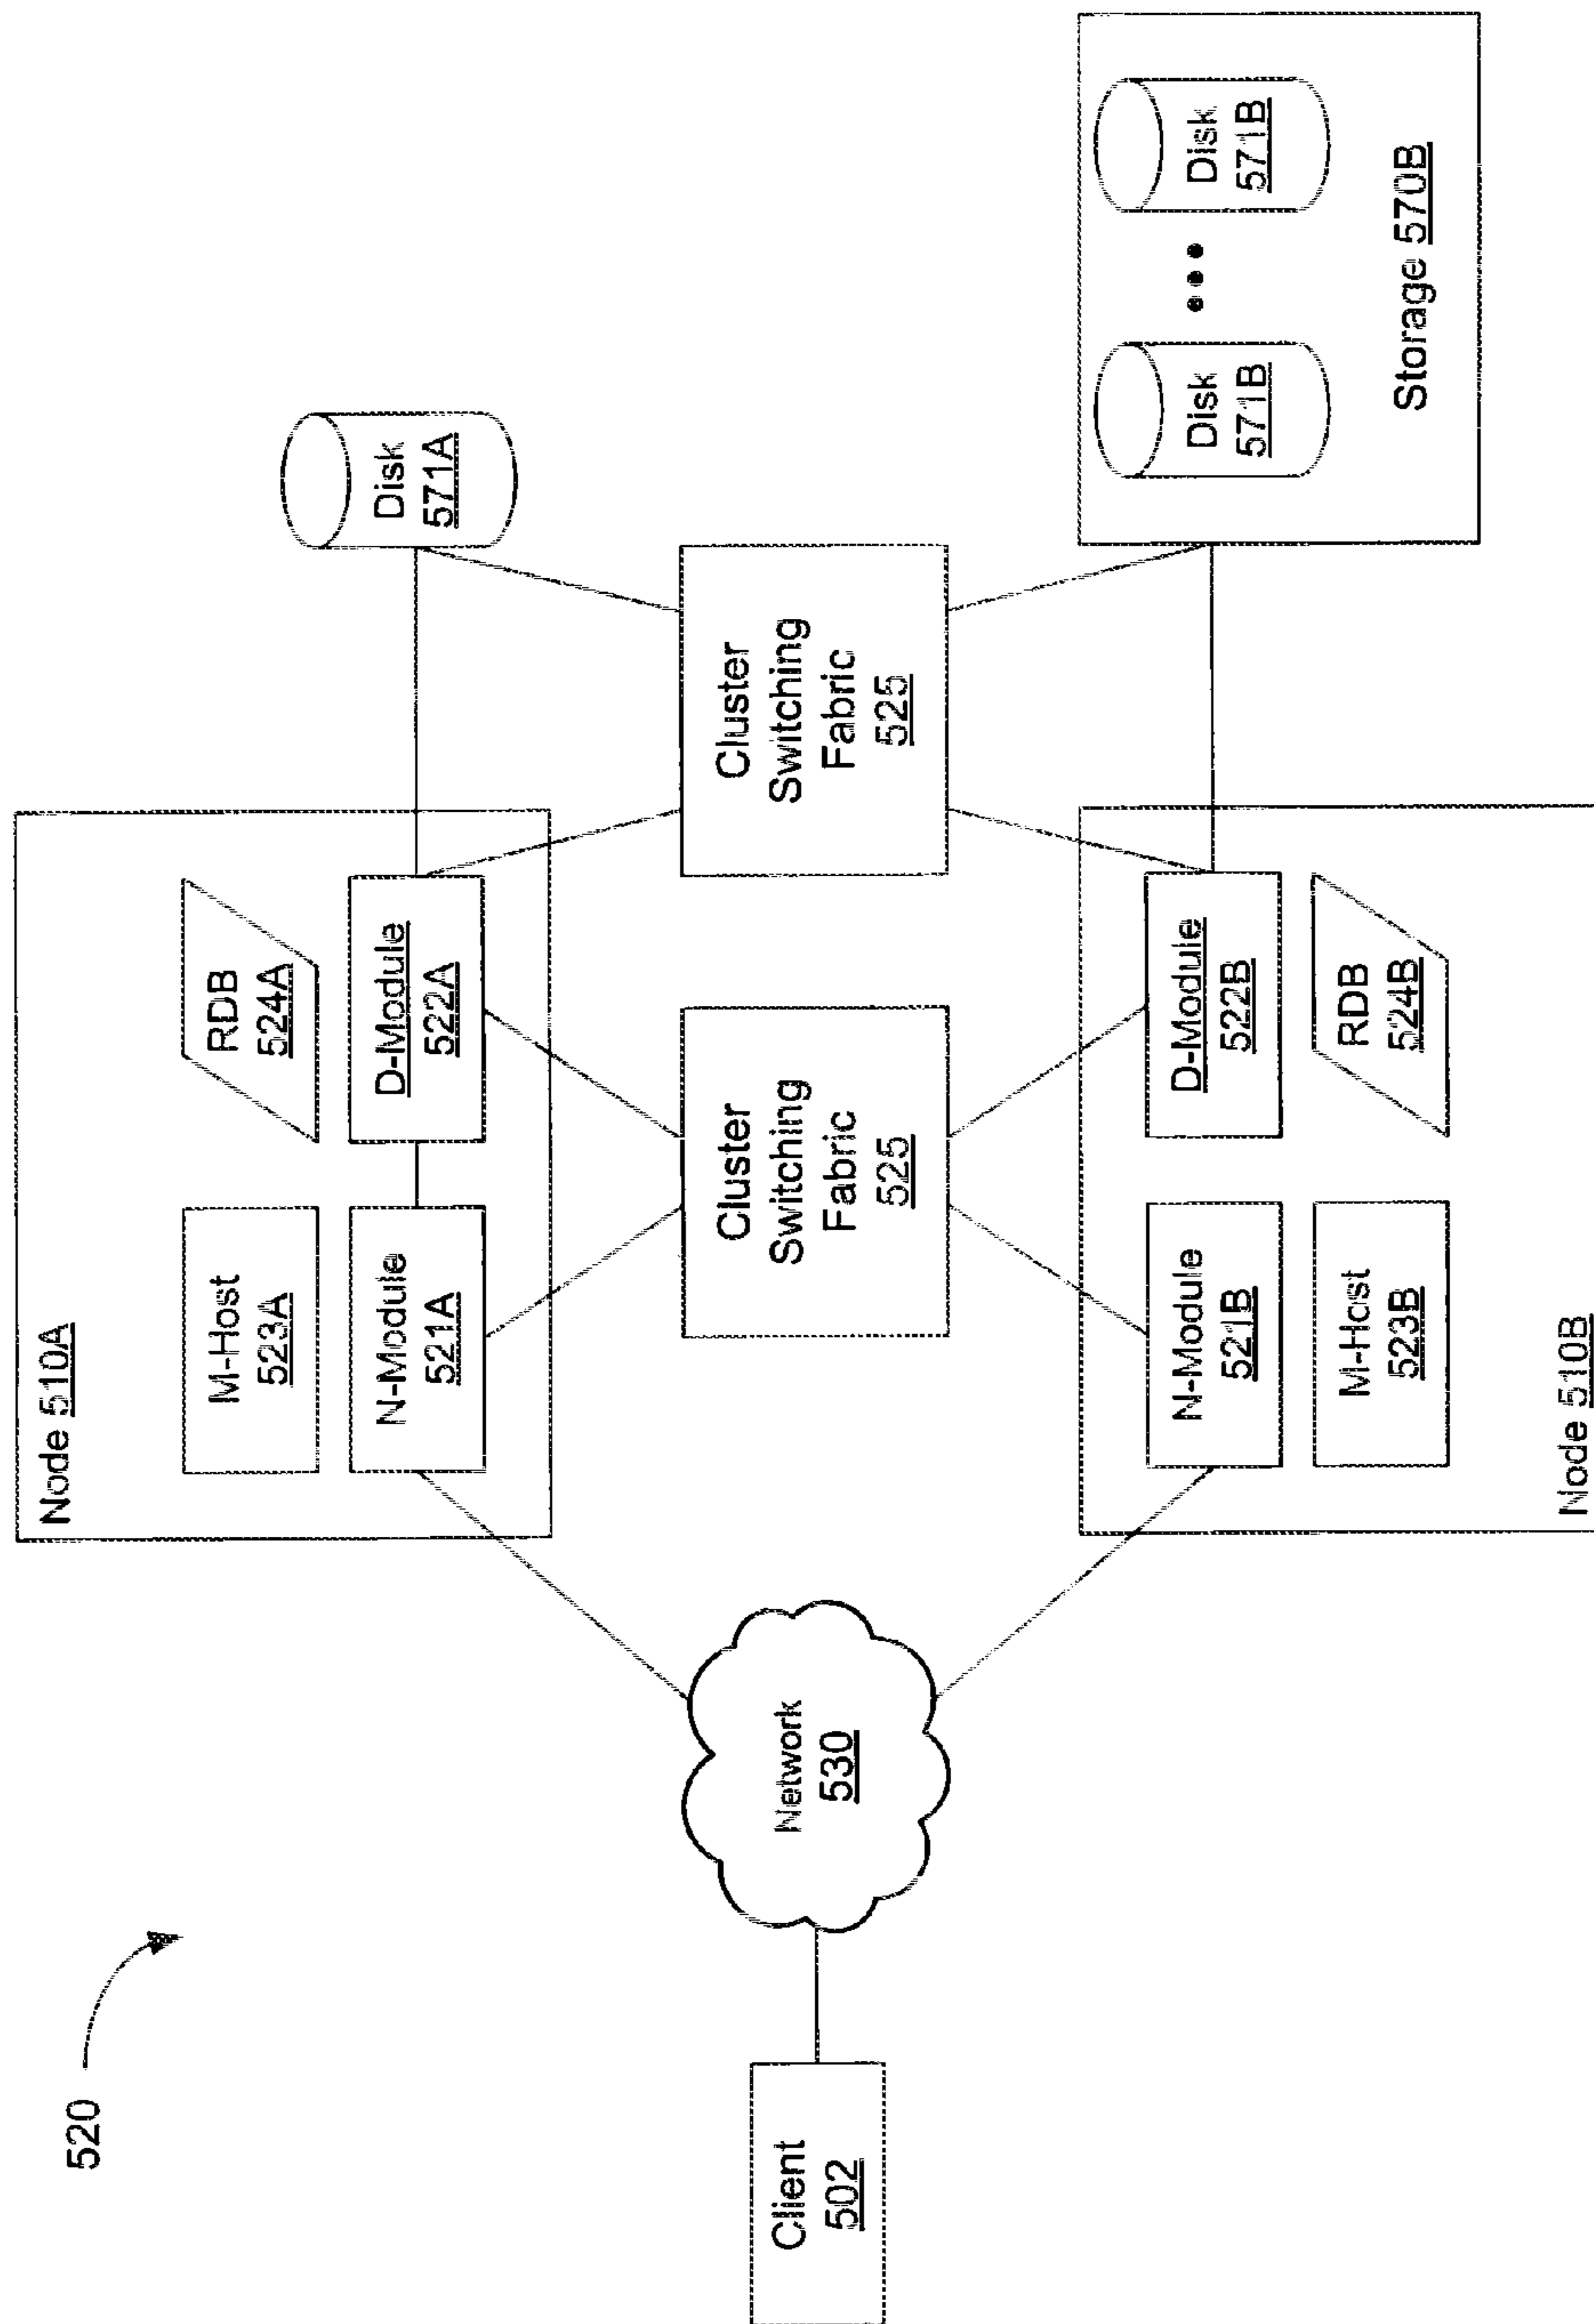 520
Client
502
Network
530
Node 510A
M-Host
523A
RDB
524A
N-Module
521A
D-Module
522A
Disk
571A
Cluster
Switching
Fabric
525
Cluster
Switching
Fabric
525
N-Module
521B
D-Module
522B
M-Host
523B
RDB
524B
Node 510B
Disk
571B
Disk
571B
Storage 570B